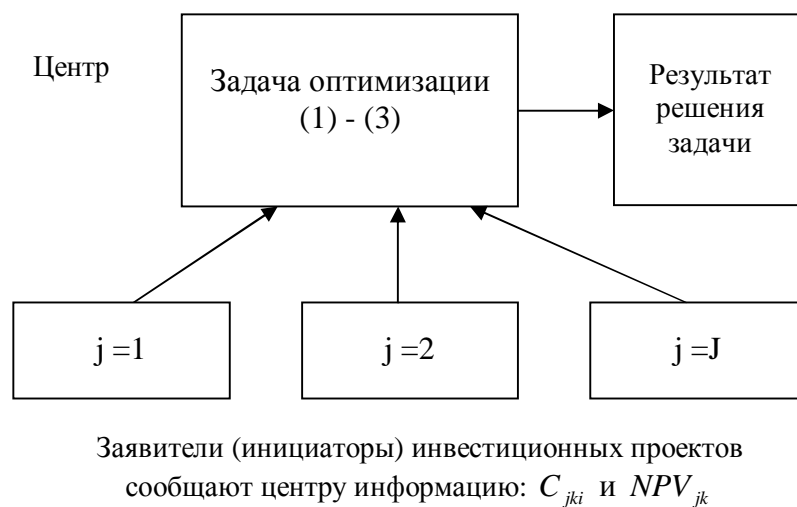 Центр
Задача оптимизации
(1) - (3)
Результат
решения
задачи
j =1
j =2
j =J
Заявители (инициаторы) инвестиционных проектов
сообщают центру информацию: C jki и NPV jk